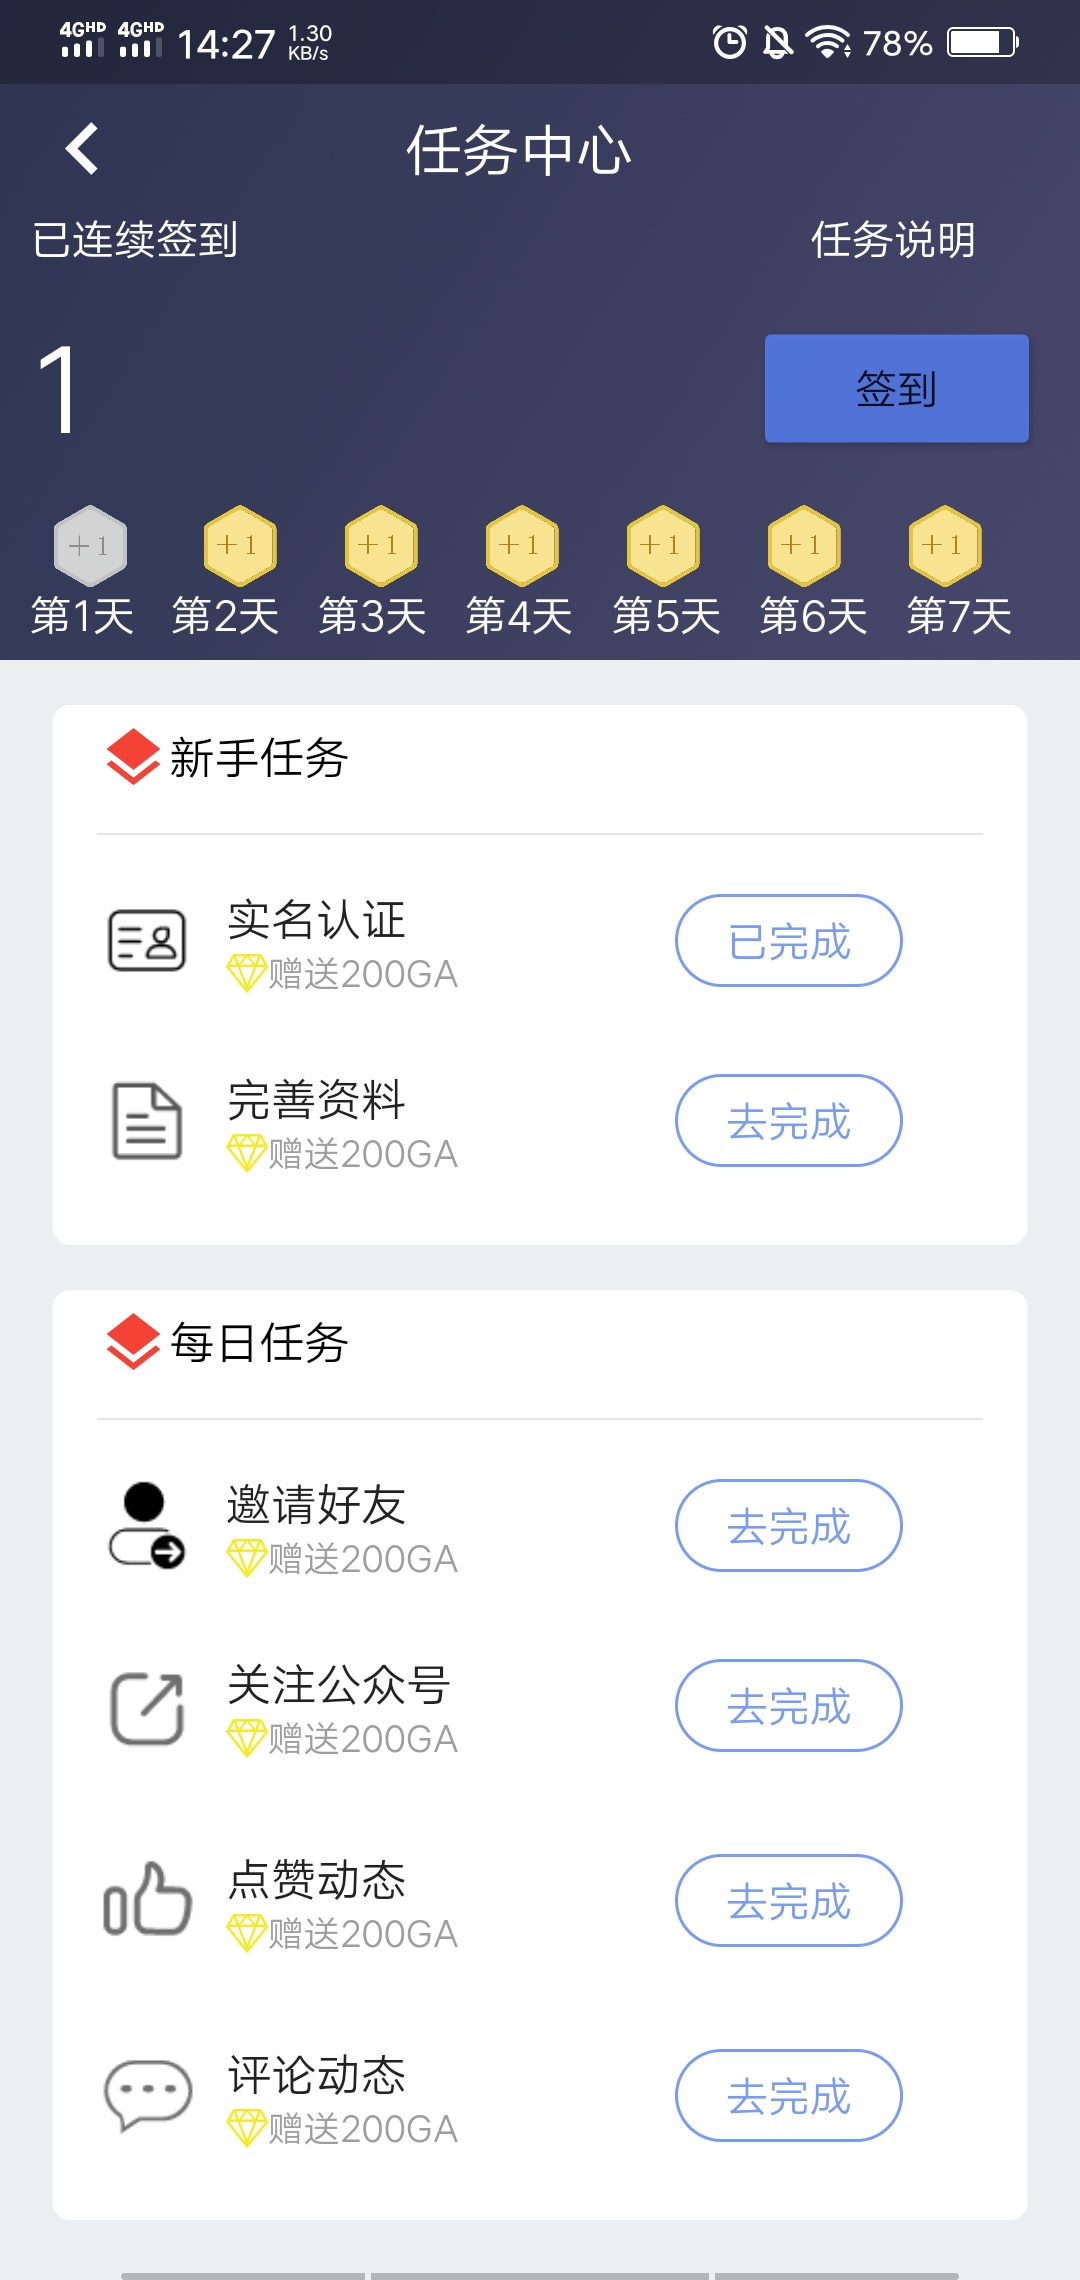 4GHD 4GHD 14:27 1.30 KB/s 78%
任务中心
已连续签到 任务说明
1 签到
+1 +1 +1 +1 +1 +1 +1
第1天 第2天 第3天 第4天 第5天 第6天 第7天
新手任务
实名认证
赠送200GA
已完成
完善资料
赠送200GA
去完成
每日任务
邀请好友
赠送200GA
去完成
关注公众号
赠送200GA
去完成
点赞动态
赠送200GA
去完成
评论动态
赠送200GA
去完成